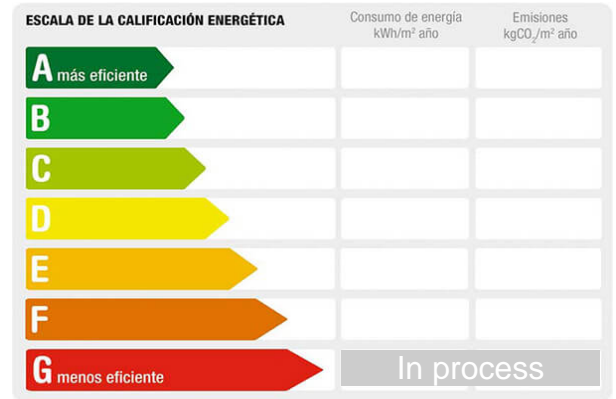 ESCALA DE LA CALIFICACIÓN ENERGÉTICA
Consumo de energía
kWh/m² año
Emisiones
kgCO₂/m² año
A más eficiente
B
C
D
E
F
G menos eficiente
In process